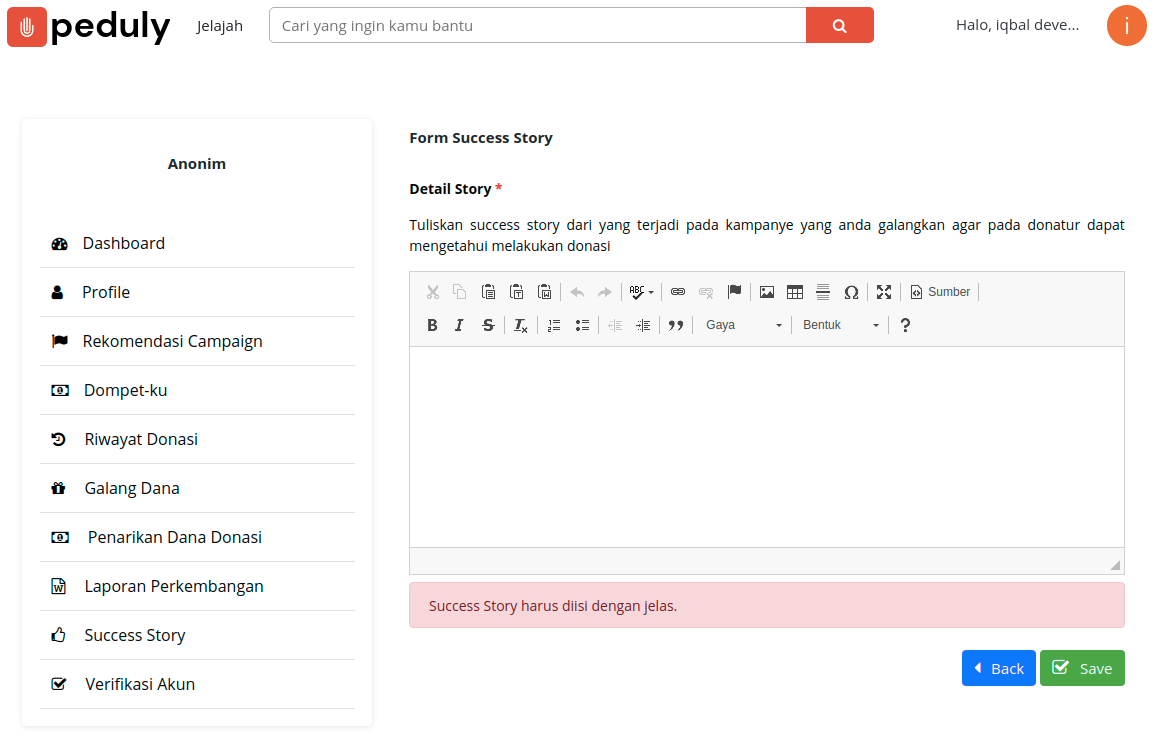 peduly
Jelajah
Cari yang ingin kamu bantu
Halo, iqbal deve...
i
Anonim
Dashboard
Profile
Rekomendasi Campaign
Dompet-ku
Riwayat Donasi
Galang Dana
Penarikan Dana Donasi
Laporan Perkembangan
Success Story
Verifikasi Akun
Form Success Story
Detail Story *
Tuliskan success story dari yang terjadi pada kampanye yang anda galangkan agar pada donatur dapat
mengetahui melakukan donasi
ABC Ω Sumber
B I S Tx Gaya Bentuk ?
Success Story harus diisi dengan jelas.
Back Save